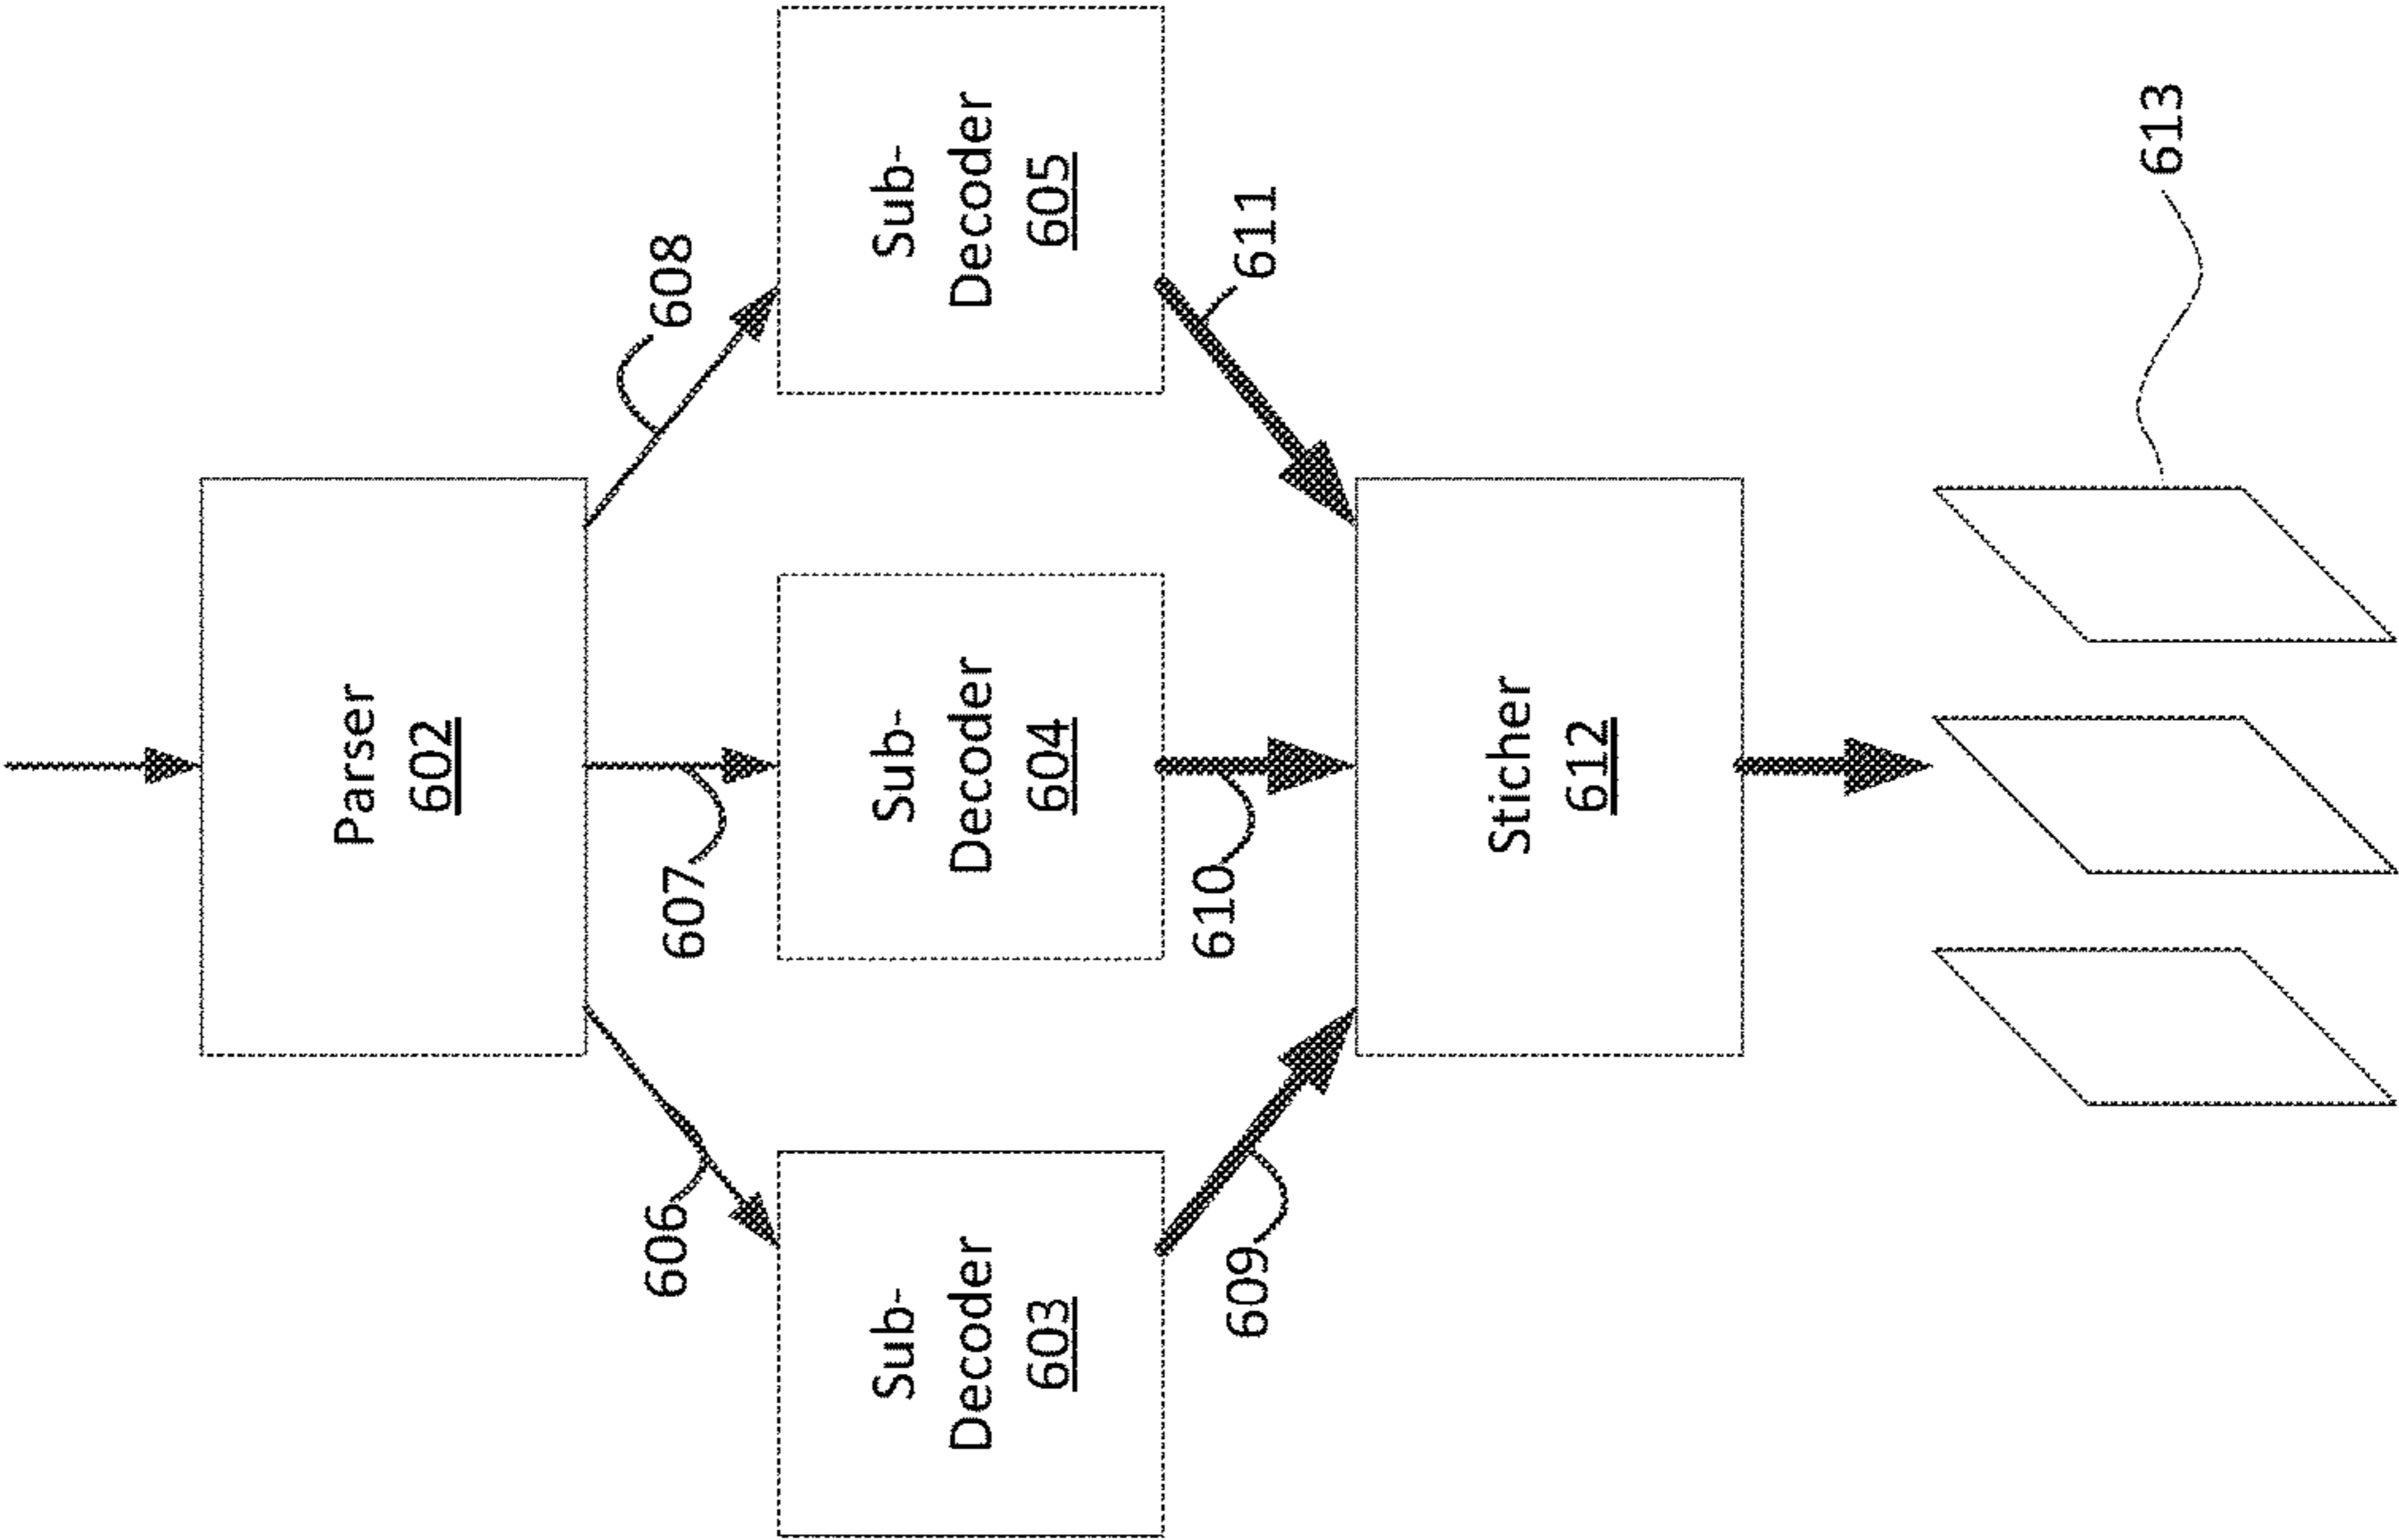 Parser
602
606
607
608
Sub-
Decoder
603
Sub-
Decoder
604
Sub-
Decoder
605
609
610
611
Sticher
612
613